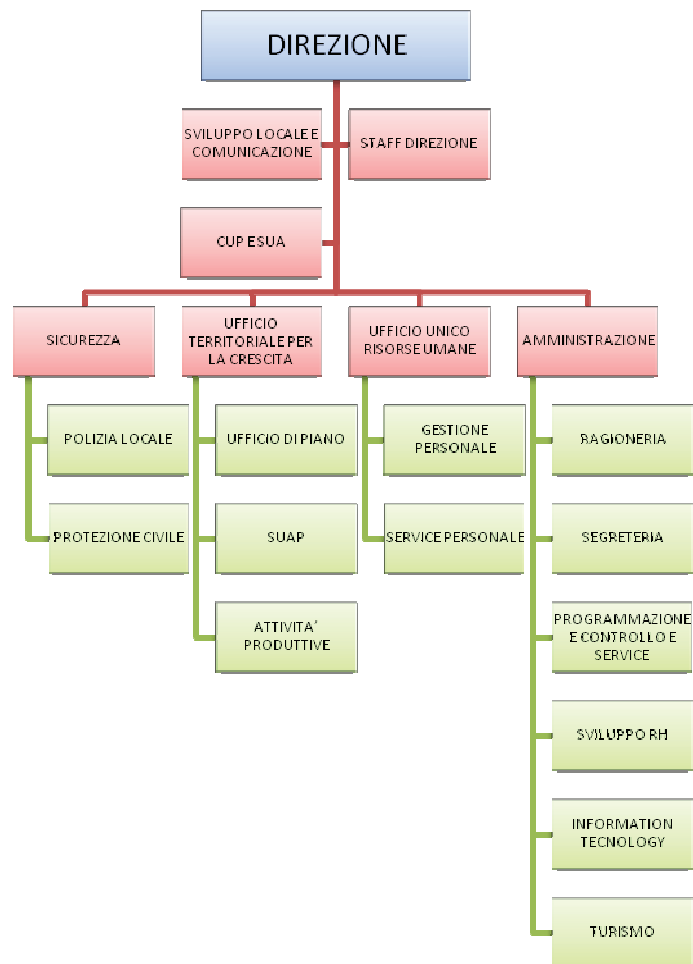 DIREZIONE
SVILUPPO LOCALE E
COMUNICAZIONE
STAFF DIREZIONE
CUP E SUA
SICUREZZA
UFFICIO
TERRITORIALE PER
LA CRESCITA
UFFICIO UNICO
RISORSE UMANE
AMMINISTRAZIONE
POLIZIA LOCALE
UFFICIO DI PIANO
GESTIONE
PERSONALE
RAGIONERIA
PROTEZIONE CIVILE
SUAP
SERVICE PERSONALE
SEGRETERIA
ATTIVITA'
PRODUTTIVE
PROGRAMMAZIONE
E CONTROLLO E
SERVICE
SVILUPPO RH
INFORMATION
TECNOLOGY
TURISMO